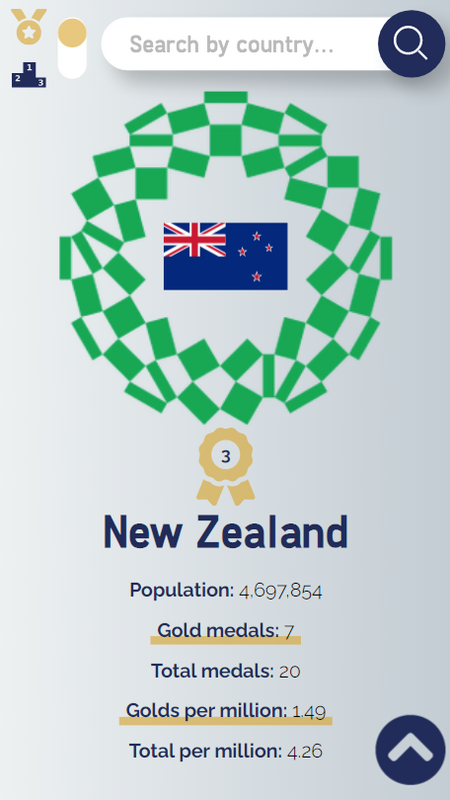 Search by country...
1
2
3
3
New Zealand
Population: 4,697,854
Gold medals: 7
Total medals: 20
Golds per million: 1.49
Total per million: 4.26